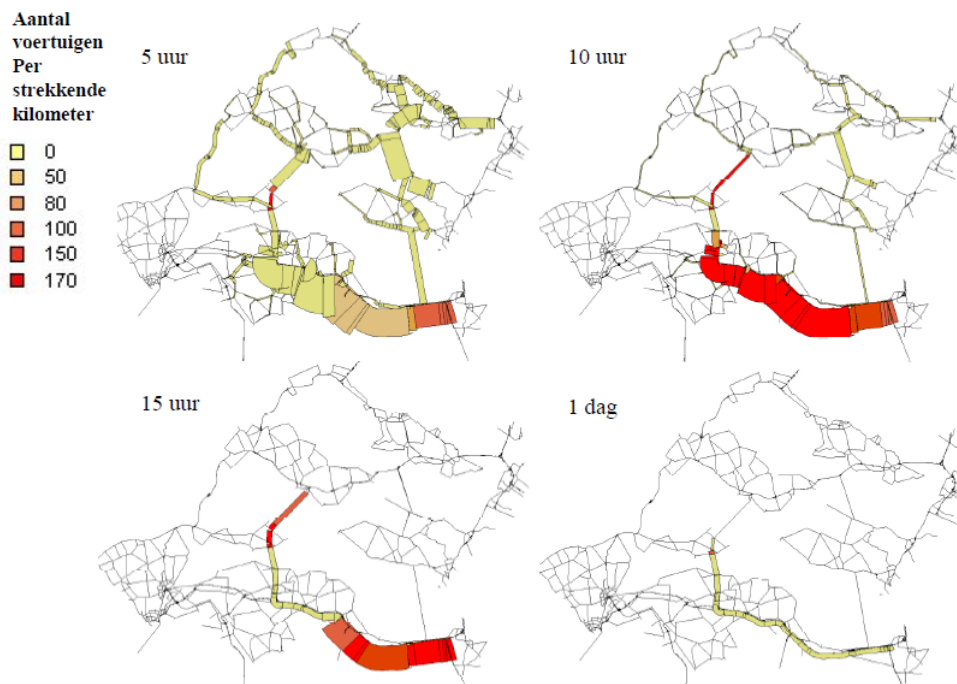 Aantal
voertuigen
Per
strekkende
kilometer
0
50
80
100
150
170
5 uur
10 uur
15 uur
1 dag